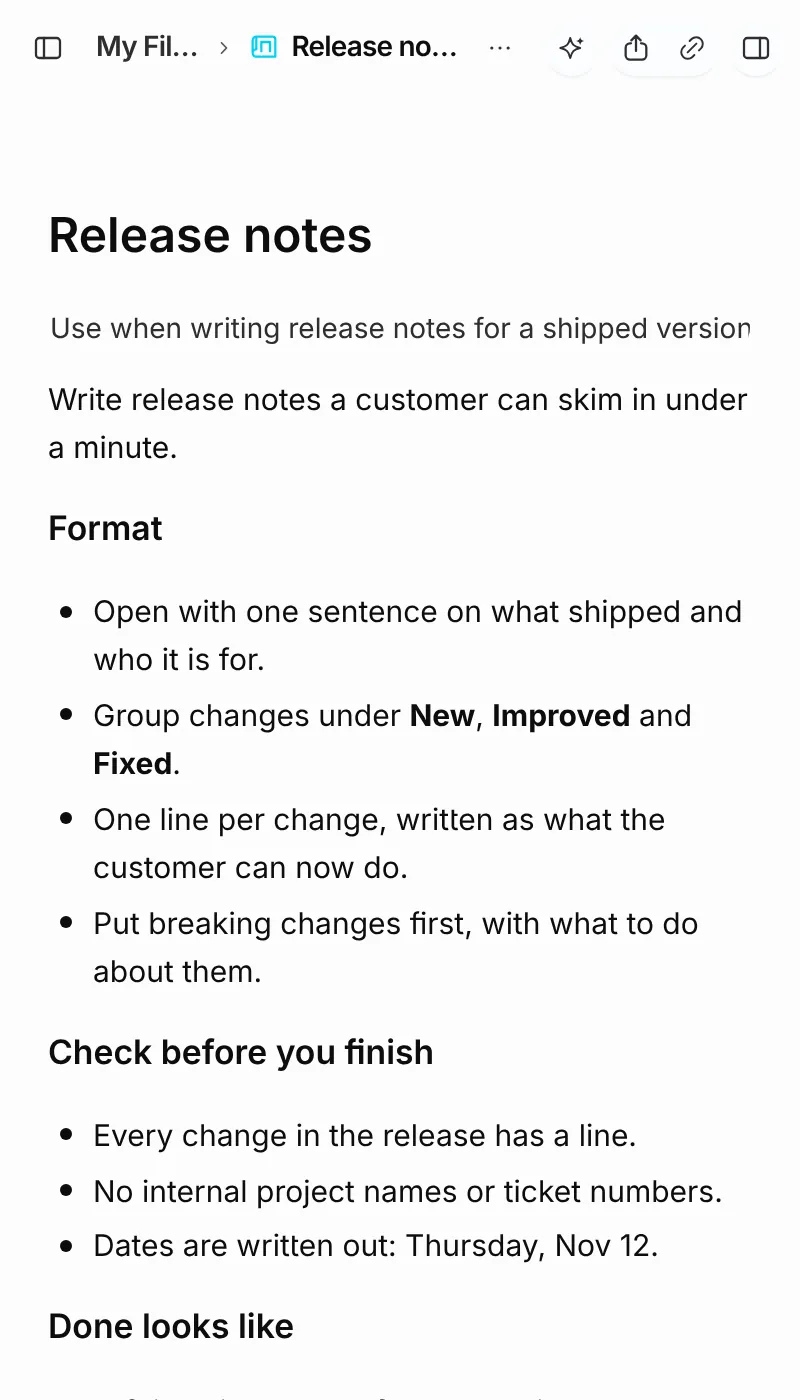 My Fil... > Release no... ...
Release notes
Use when writing release notes for a shipped version
Write release notes a customer can skim in under
a minute.
Format
• Open with one sentence on what shipped and
who it is for.
• Group changes under New, Improved and
Fixed.
• One line per change, written as what the
customer can now do.
• Put breaking changes first, with what to do
about them.
Check before you finish
• Every change in the release has a line.
• No internal project names or ticket numbers.
• Dates are written out: Thursday, Nov 12.
Done looks like